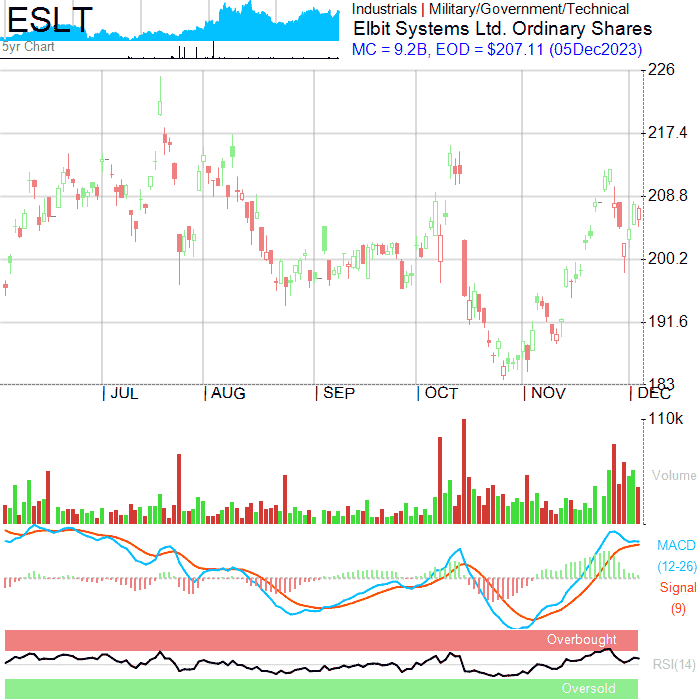 ESLT
5yr Chart
Industrials | Military/Government/Technical
Elbit Systems Ltd. Ordinary Shares
MC = 9.2B, EOD = $207.11 (05Dec2023)
226
217.4
208.8
200.2
191.6
183
| JUL | AUG | SEP | OCT | NOV | DEC
110k
Volume
MACD
(12-26)
Signal
(9)
Overbought
RSI(14)
Oversold